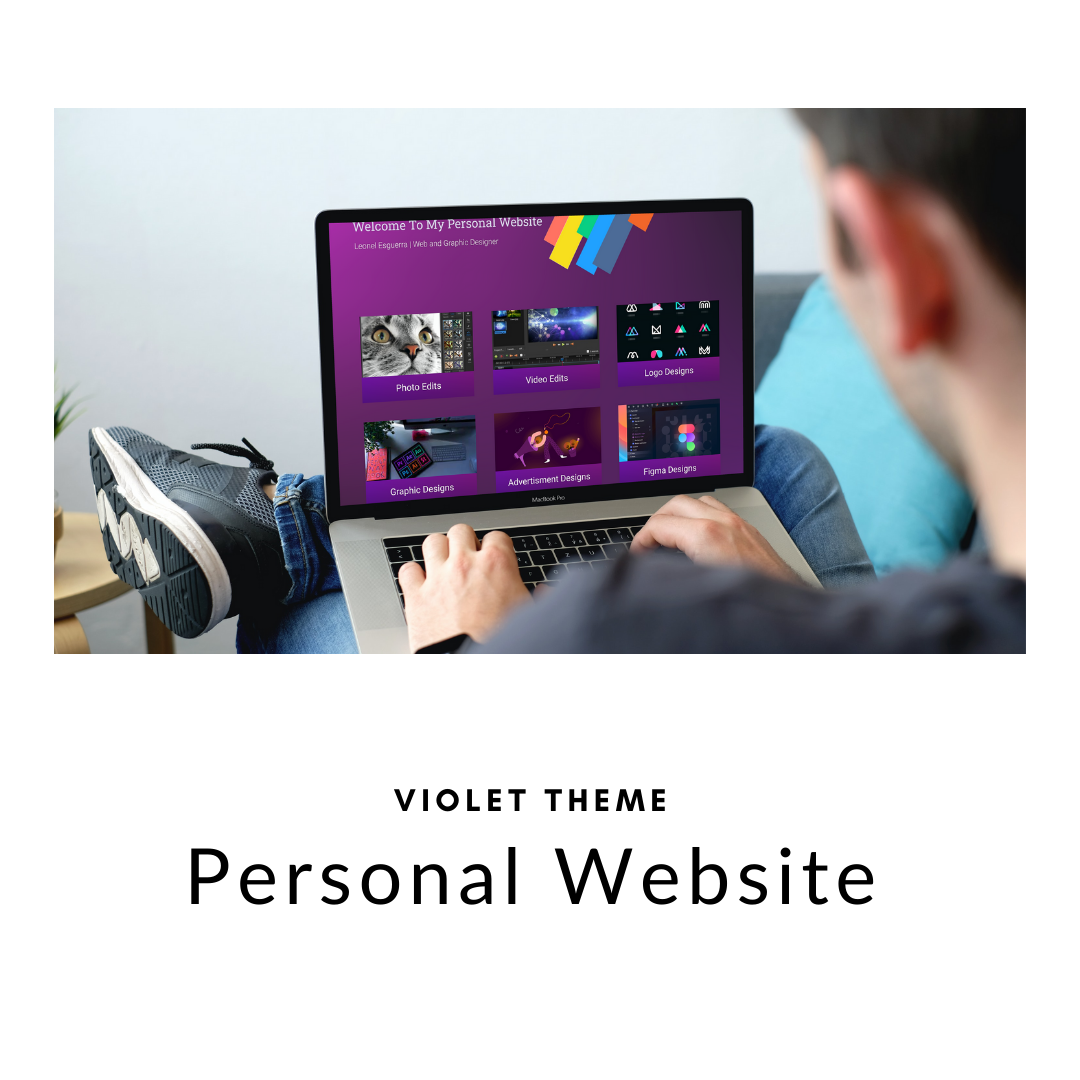 Welcome To My Personal Website
Leonel Esguerra | Web and Graphic Designer
Photo Edits
Video Edits
Logo Designs
Graphic Designs
Advertisment Designs
Figma Designs
MacBook Pro
VIOLET THEME
Personal Website